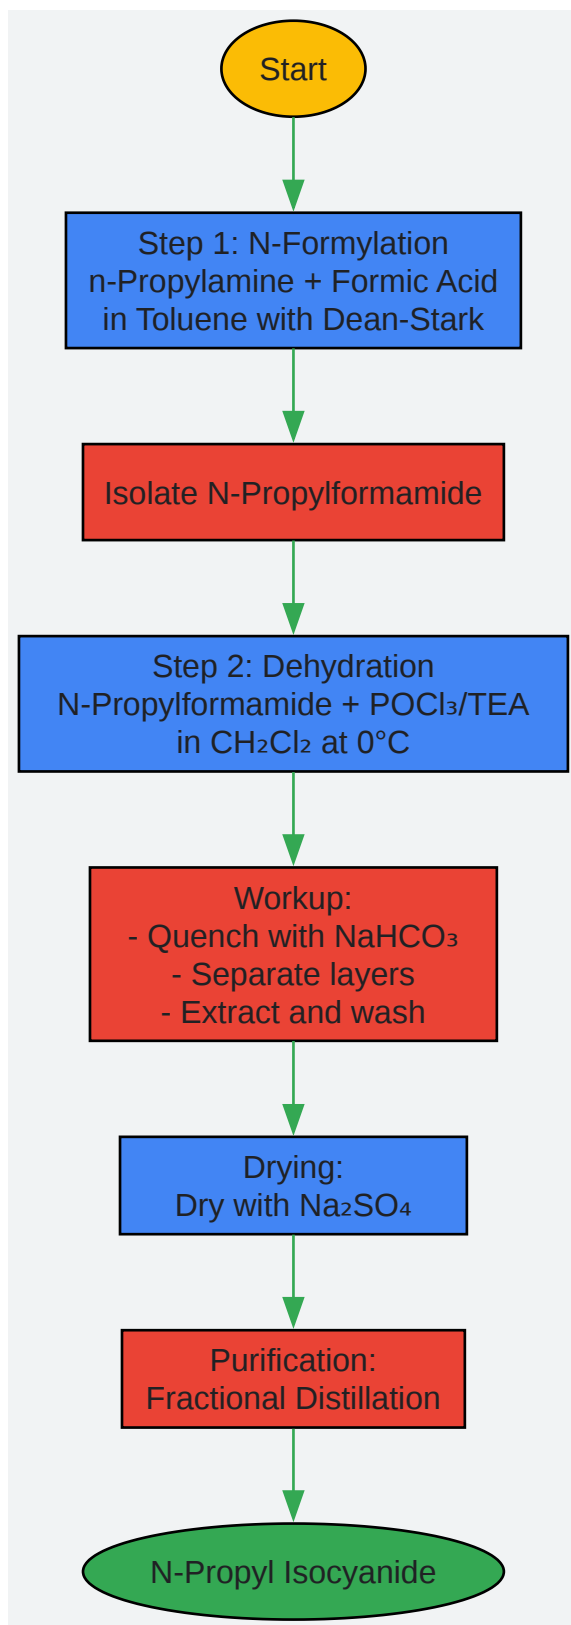 Start
Step 1: N-Formylation
n-Propylamine + Formic Acid
in Toluene with Dean-Stark
Isolate N-Propylformamide
Step 2: Dehydration
N-Propylformamide + POCl₃/TEA
in CH₂Cl₂ at 0°C
Workup:
- Quench with NaHCO₃
- Separate layers
- Extract and wash
Drying:
Dry with Na₂SO₄
Purification:
Fractional Distillation
N-Propyl Isocyanide